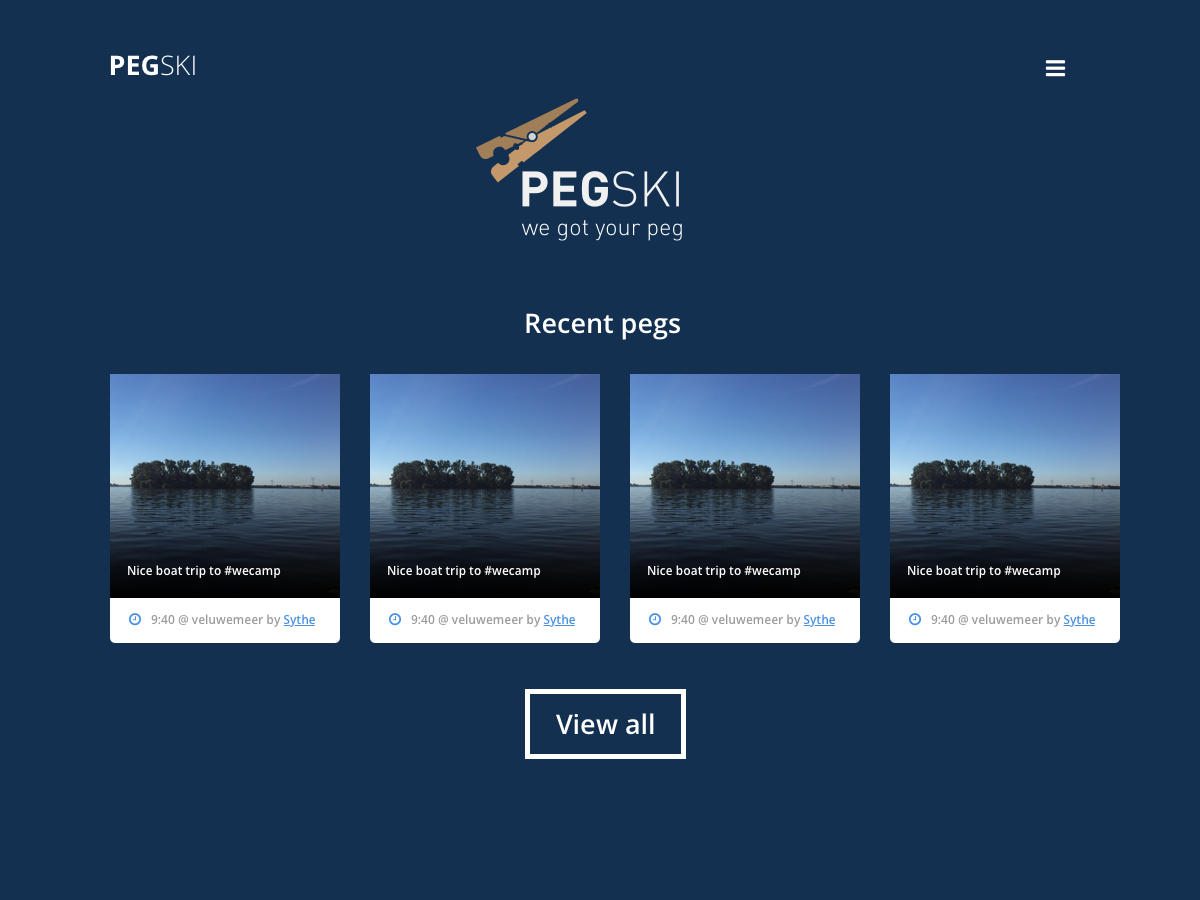 PEGSKI
PEGSKI
we got your peg
Recent pegs
Nice boat trip to #wecamp
9:40 @ veluwemeer by Sythe
Nice boat trip to #wecamp
9:40 @ veluwemeer by Sythe
Nice boat trip to #wecamp
9:40 @ veluwemeer by Sythe
Nice boat trip to #wecamp
9:40 @ veluwemeer by Sythe
View all